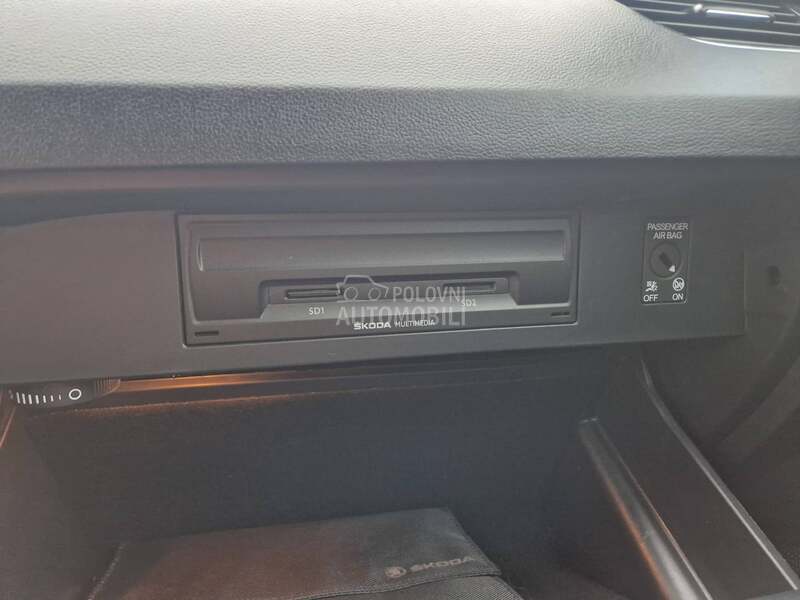 PASSENGER
AIR BAG
OFF ON
SD1 SD2
POLOVNI
AUTOMOBILI
ŠKODA MULTIMEDIA
ŠKODA